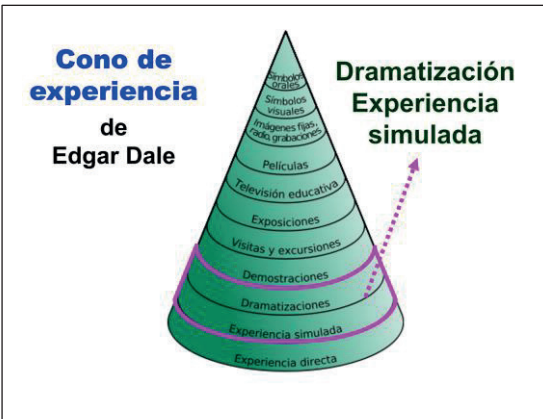 Cono de
experiencia
de
Edgar Dale
Dramatización
Experiencia
simulada
Símbolos
orales
Símbolos
visuales
Imágenes fijas,
radio, grabaciones
Películas
Televisión educativa
Exposiciones
Visitas y excursiones
Demostraciones
Dramatizaciones
Experiencia simulada
Experiencia directa